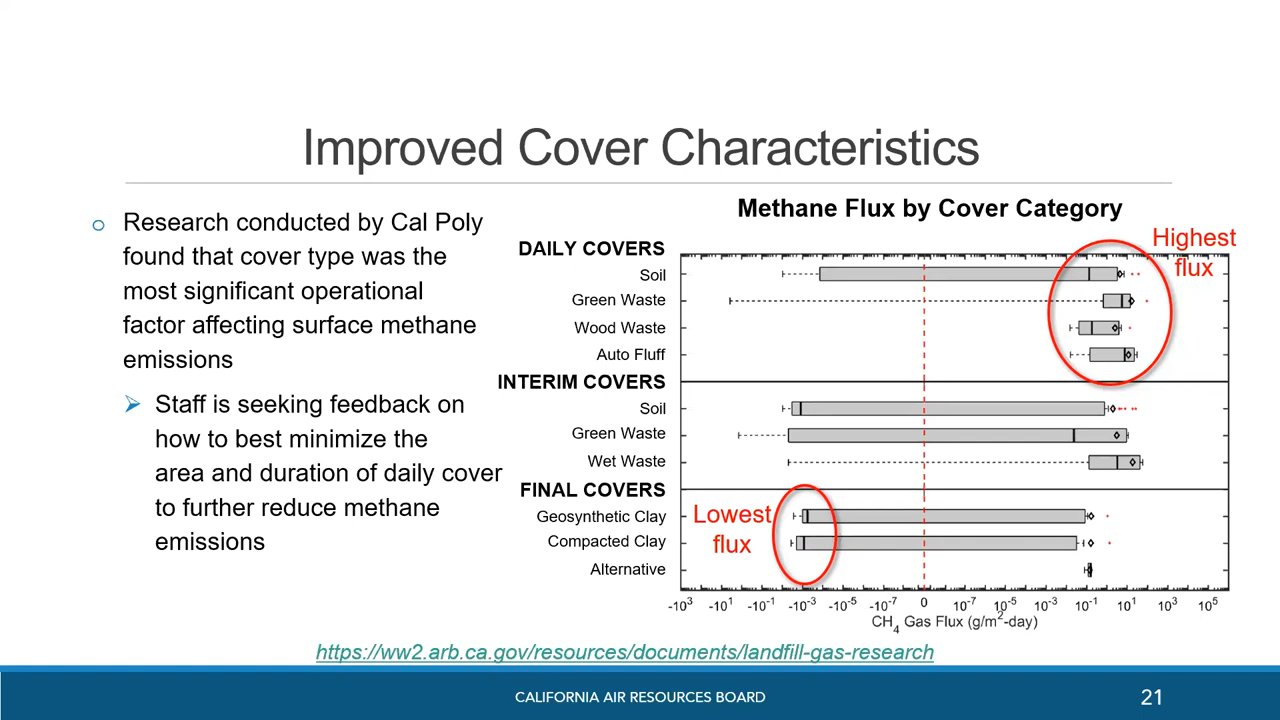 Improved Cover Characteristics
o Research conducted by Cal Poly
found that cover type was the
most significant operational
factor affecting surface methane
emissions
➢ Staff is seeking feedback on
how to best minimize the
area and duration of daily cover
to further reduce methane
emissions
Methane Flux by Cover Category
Highest
flux
DAILY COVERS
Soil
Green Waste
Wood Waste
Auto Fluff
INTERIM COVERS
Soil
Green Waste
Wet Waste
FINAL COVERS
Geosynthetic Clay
Compacted Clay
Alternative
Lowest
flux
-10³ -10¹ -10⁻¹ -10⁻³ -10⁻⁵ -10⁻⁷ 0 10⁻⁷ 10⁻⁵ 10⁻³ 10⁻¹ 10¹ 10³ 10⁵
CH₄ Gas Flux (g/m²-day)
https://ww2.arb.ca.gov/resources/documents/landfill-gas-research
CALIFORNIA AIR RESOURCES BOARD
21